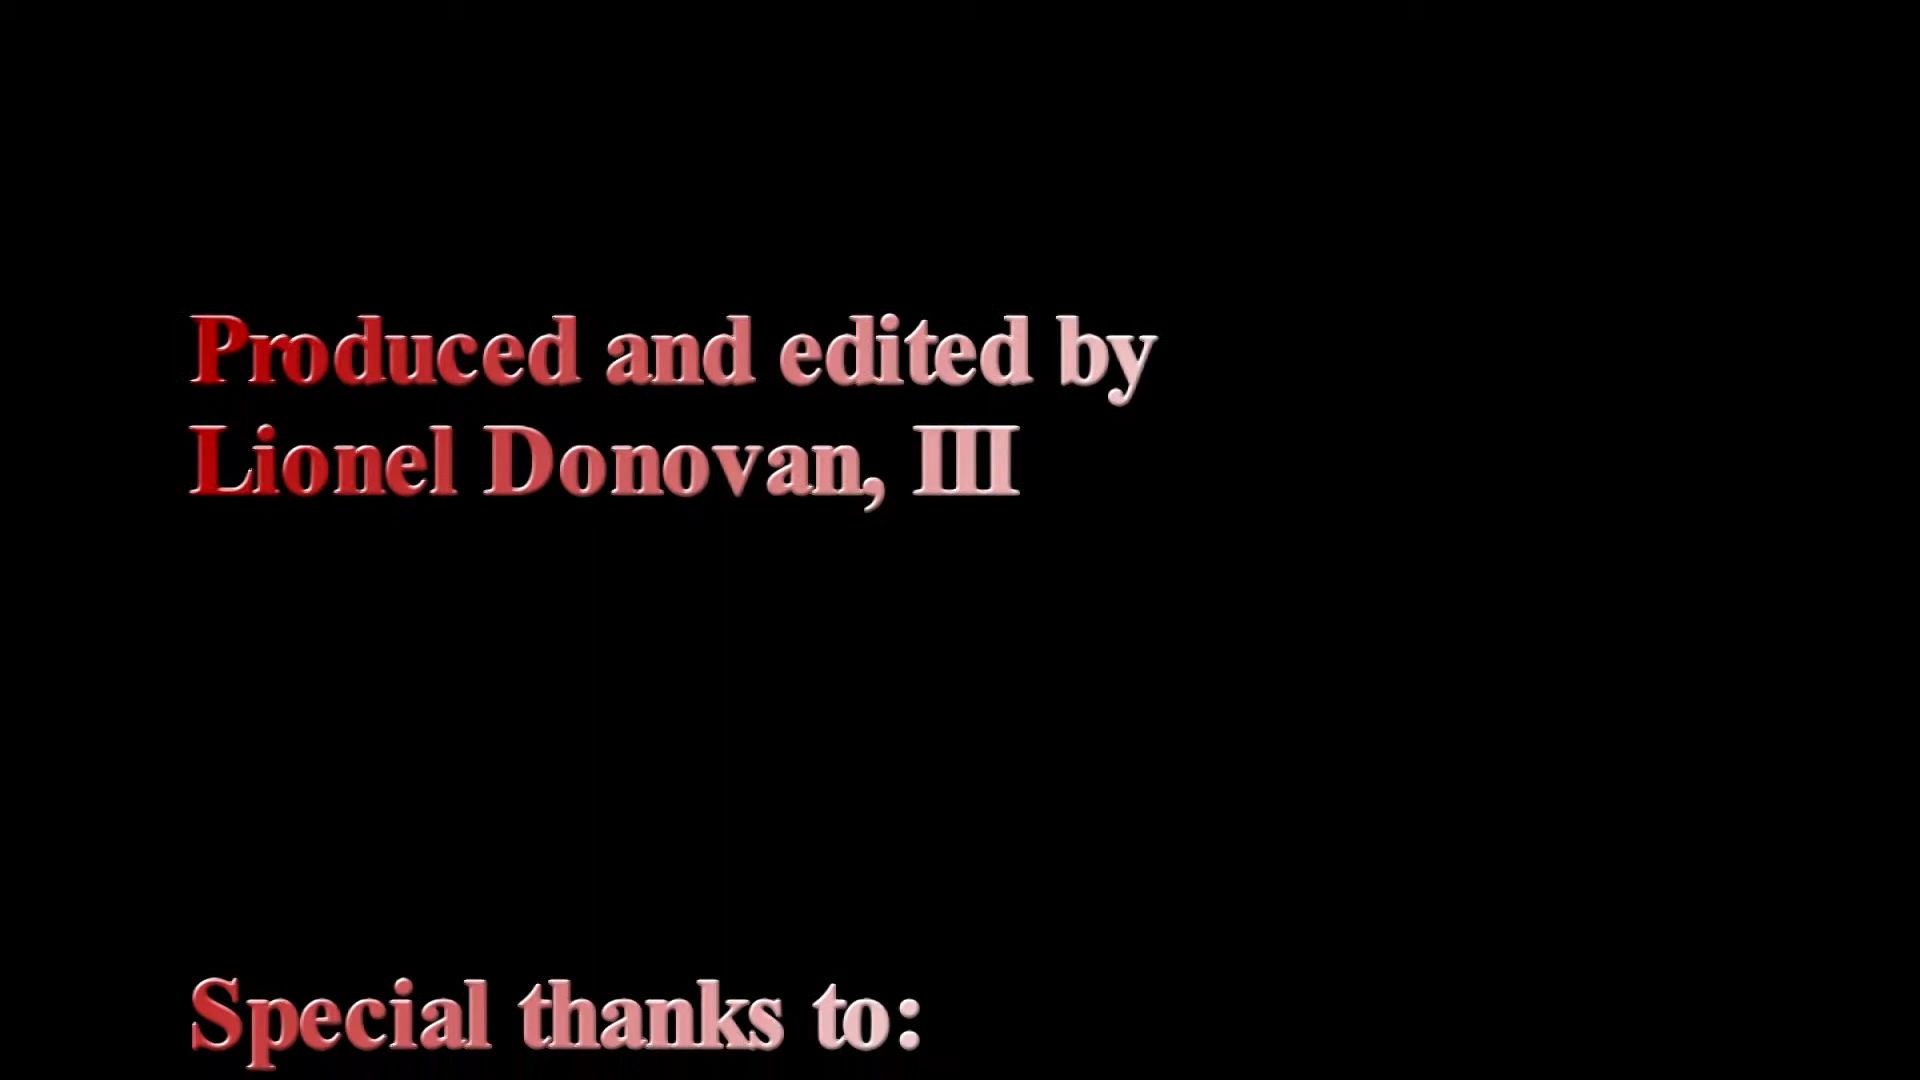 Produced and edited by
Lionel Donovan, III
Special thanks to: